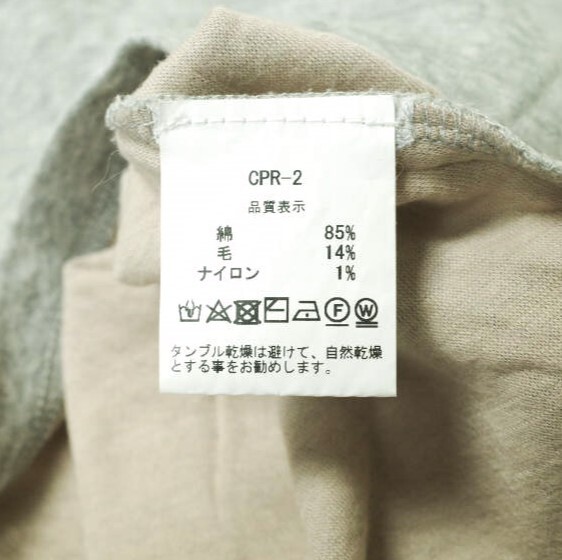 CPR-2
品質表示
綿 85%
毛 14%
ナイロン 1%
F W
タンブル乾燥は避けて、自然乾燥
とする事をお勧めします。